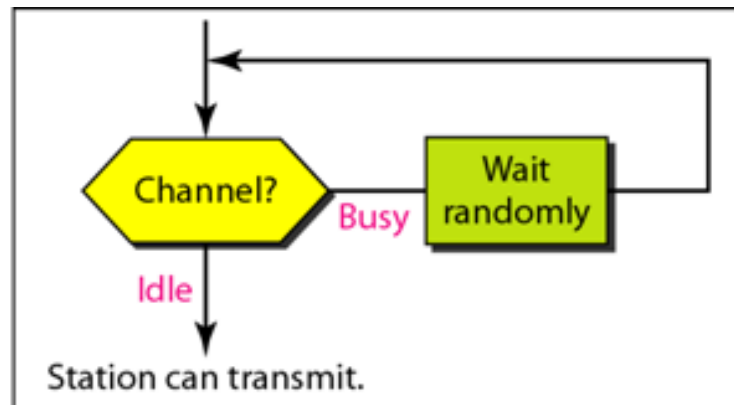 Channel?
Busy
Wait
randomly
Idle
Station can transmit.